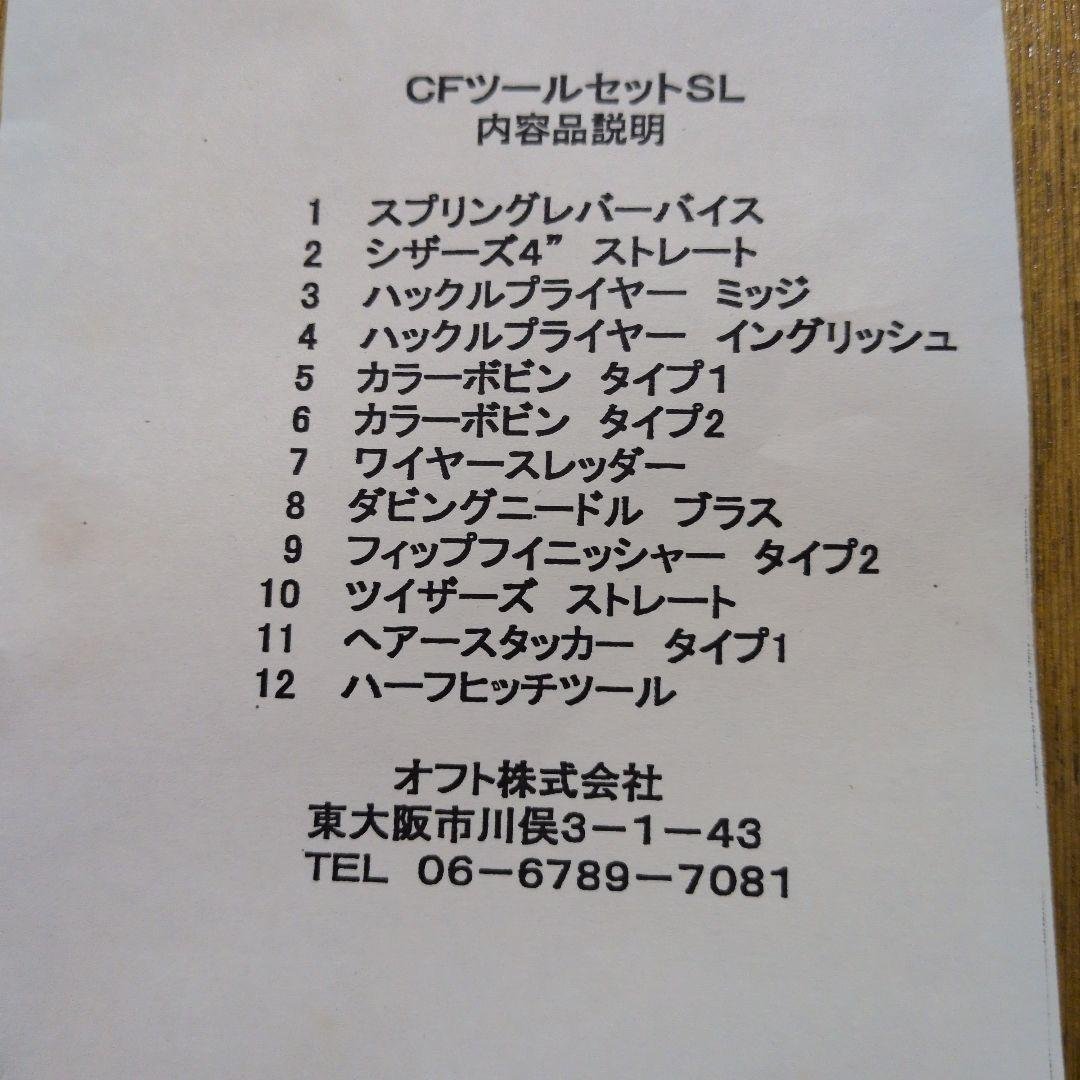 CFツールセットSL
内容品説明
1 スプリングレバーバイス
2 シザーズ4” ストレート
3 ハックルプライヤー ミッジ
4 ハックルプライヤー イングリッシュ
5 カラーボビン タイプ1
6 カラーボビン タイプ2
7 ワイヤースレッダー
8 ダビングニードル ブラス
9 フィップフイニッシャー タイプ2
10 ツイザーズ ストレート
11 ヘアースタッカー タイプ1
12 ハーフヒッチツール
オフト株式会社
東大阪市川俣3－1－43
TEL 06－6789－7081